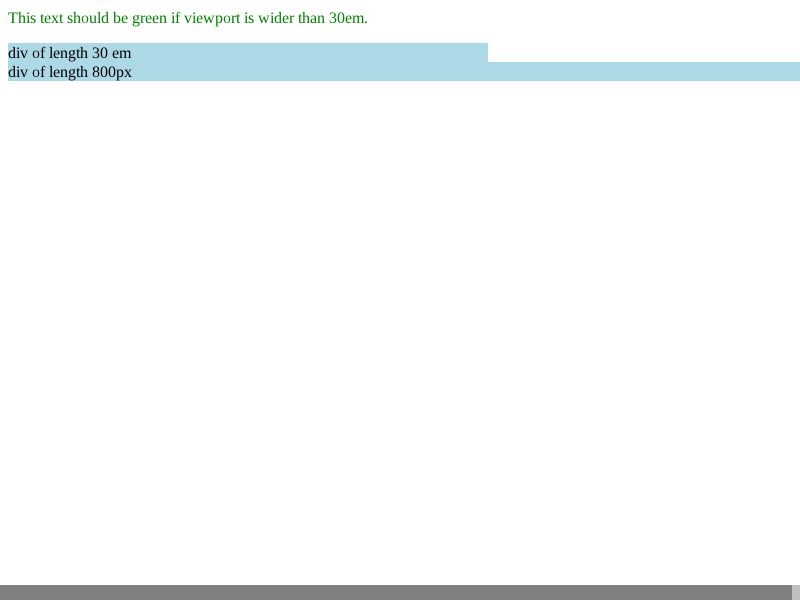 This text should be green if viewport is wider than 30em.
div of length 30 em
div of length 800px